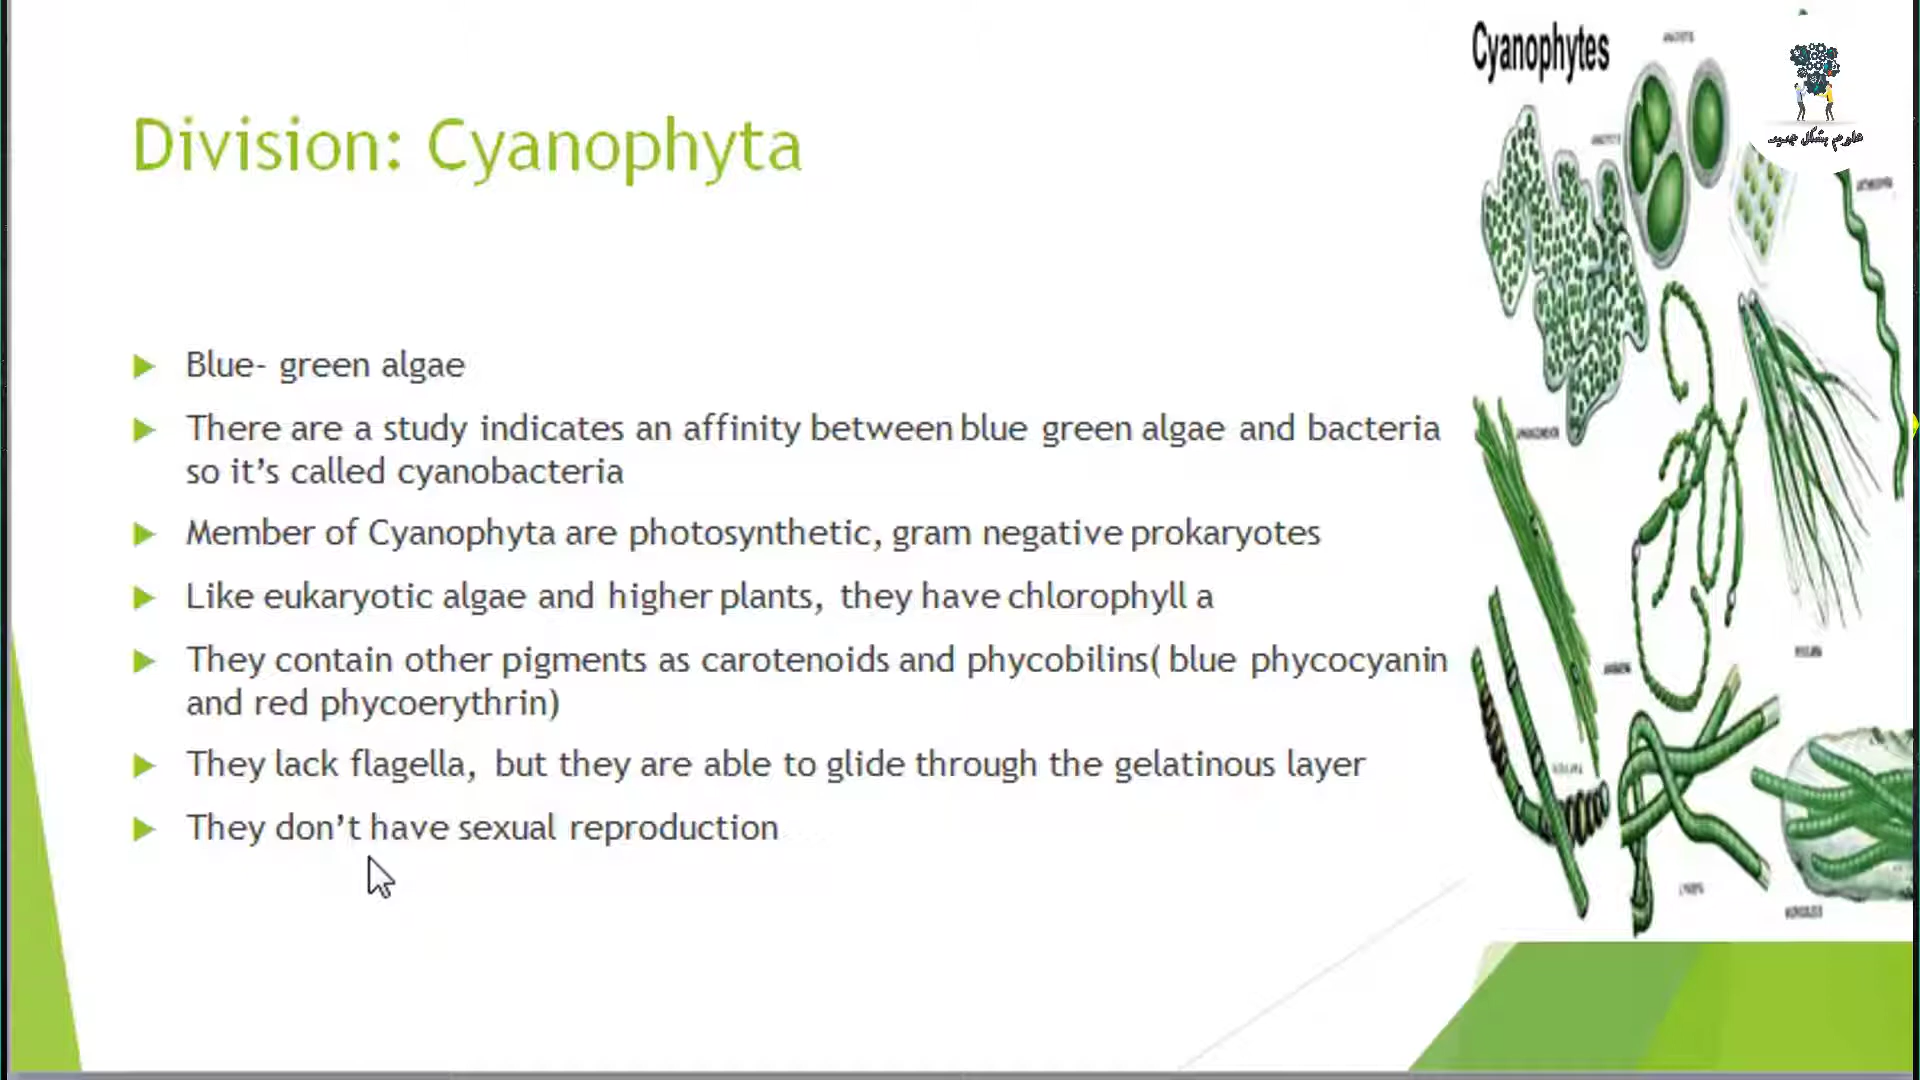 Cyanophytes
علوم بشكل جديد
Division: Cyanophyta
Blue- green algae
There are a study indicates an affinity between blue green algae and bacteria
so it’s called cyanobacteria
Member of Cyanophyta are photosynthetic, gram negative prokaryotes
Like eukaryotic algae and higher plants, they have chlorophyll a
They contain other pigments as carotenoids and phycobilins( blue phycocyanin
and red phycoerythrin)
They lack flagella, but they are able to glide through the gelatinous layer
They don’t have sexual reproduction